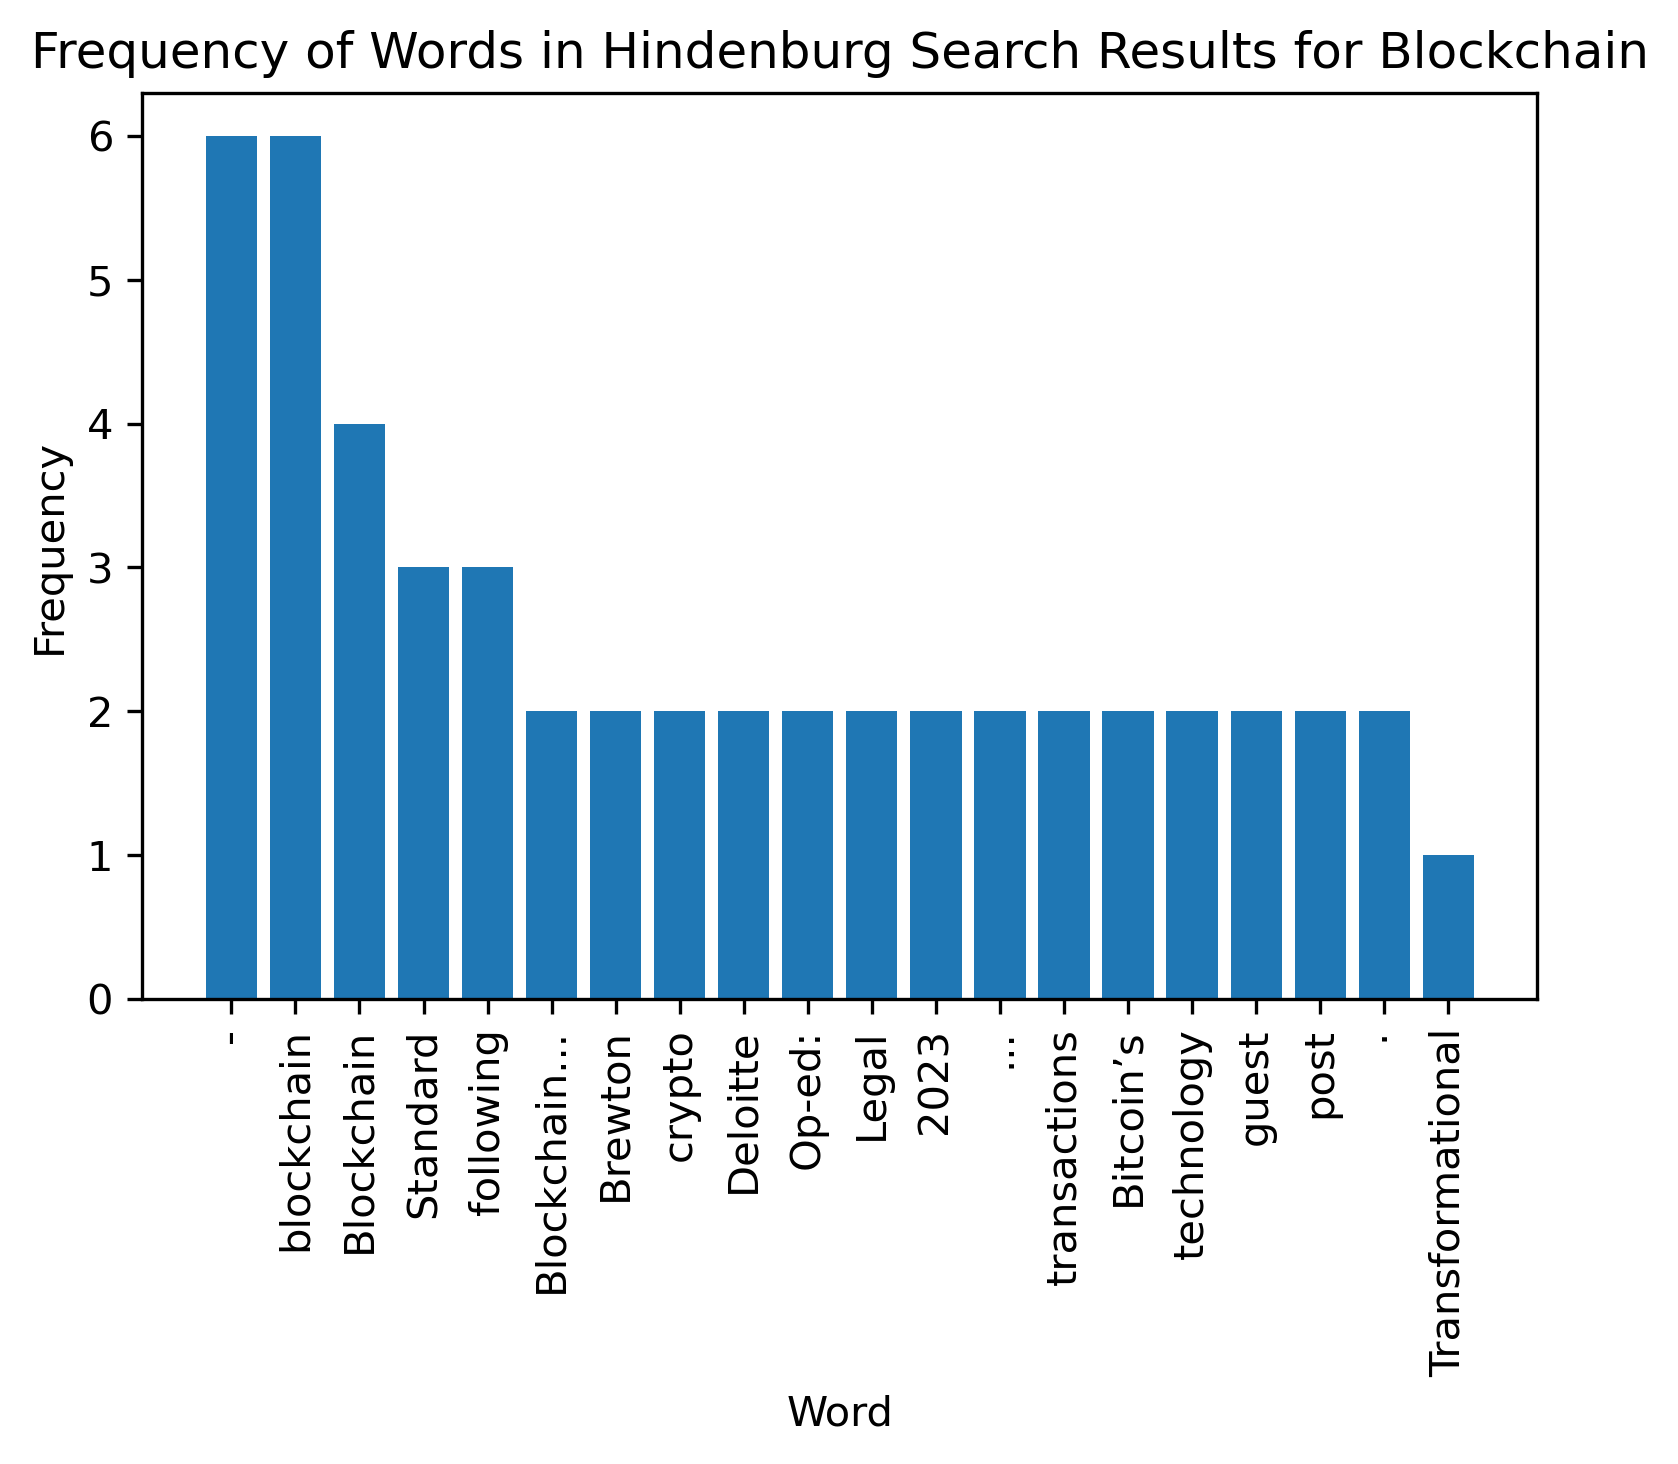 Frequency of Words in Hindenburg Search Results for Blockchain
Frequency
6
5
4
3
2
1
0
-
blockchain
Blockchain
Standard
following
Blockchain…
Brewton
crypto
Deloitte
Op-ed:
Legal
2023
...
transactions
Bitcoin’s
technology
guest
post
.
Transformational
Word